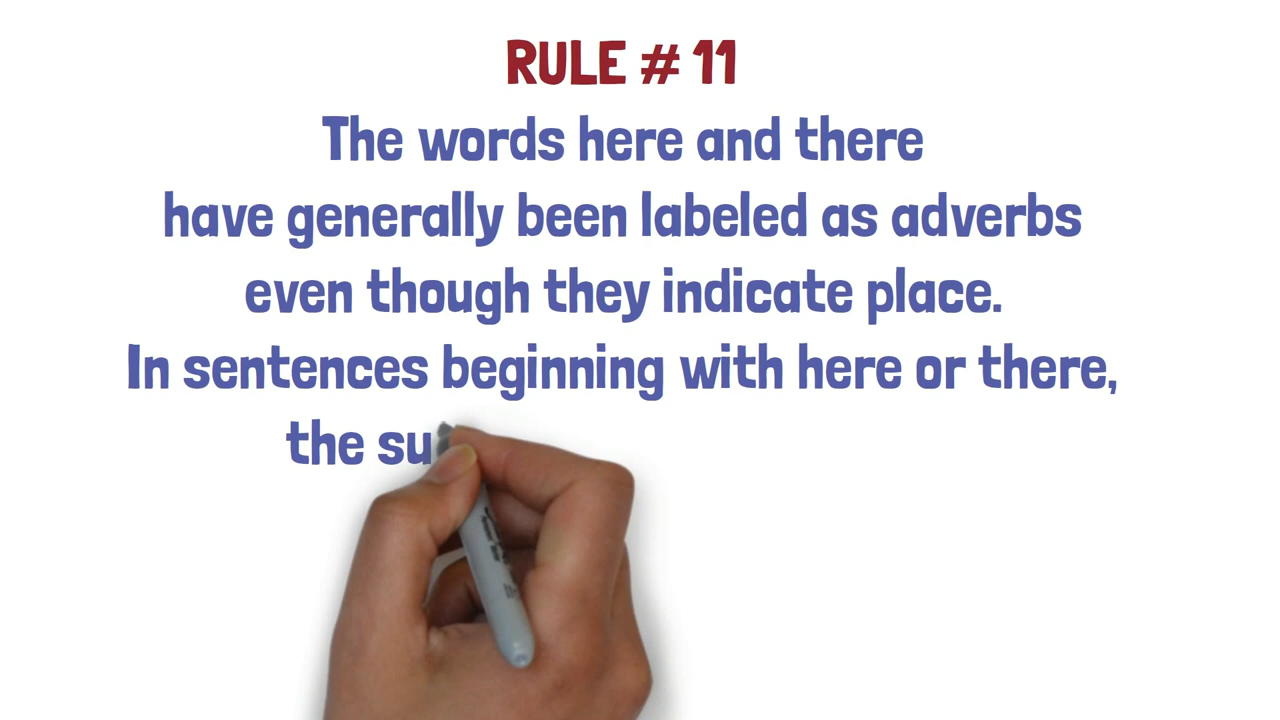 RULE # 11
The words here and there
have generally been labeled as adverbs
even though they indicate place.
In sentences beginning with here or there,
the su